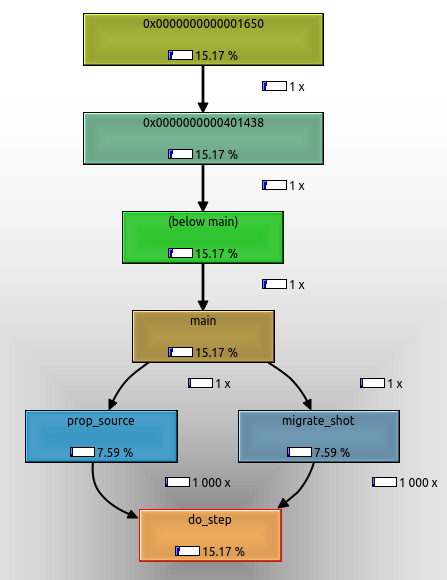 0x0000000000001650
15.17 %
1 x
0x0000000000401438
15.17 %
1 x
(below main)
15.17 %
1 x
main
15.17 %
1 x
1 x
prop_source
7.59 %
migrate_shot
7.59 %
1 000 x
1 000 x
do_step
15.17 %